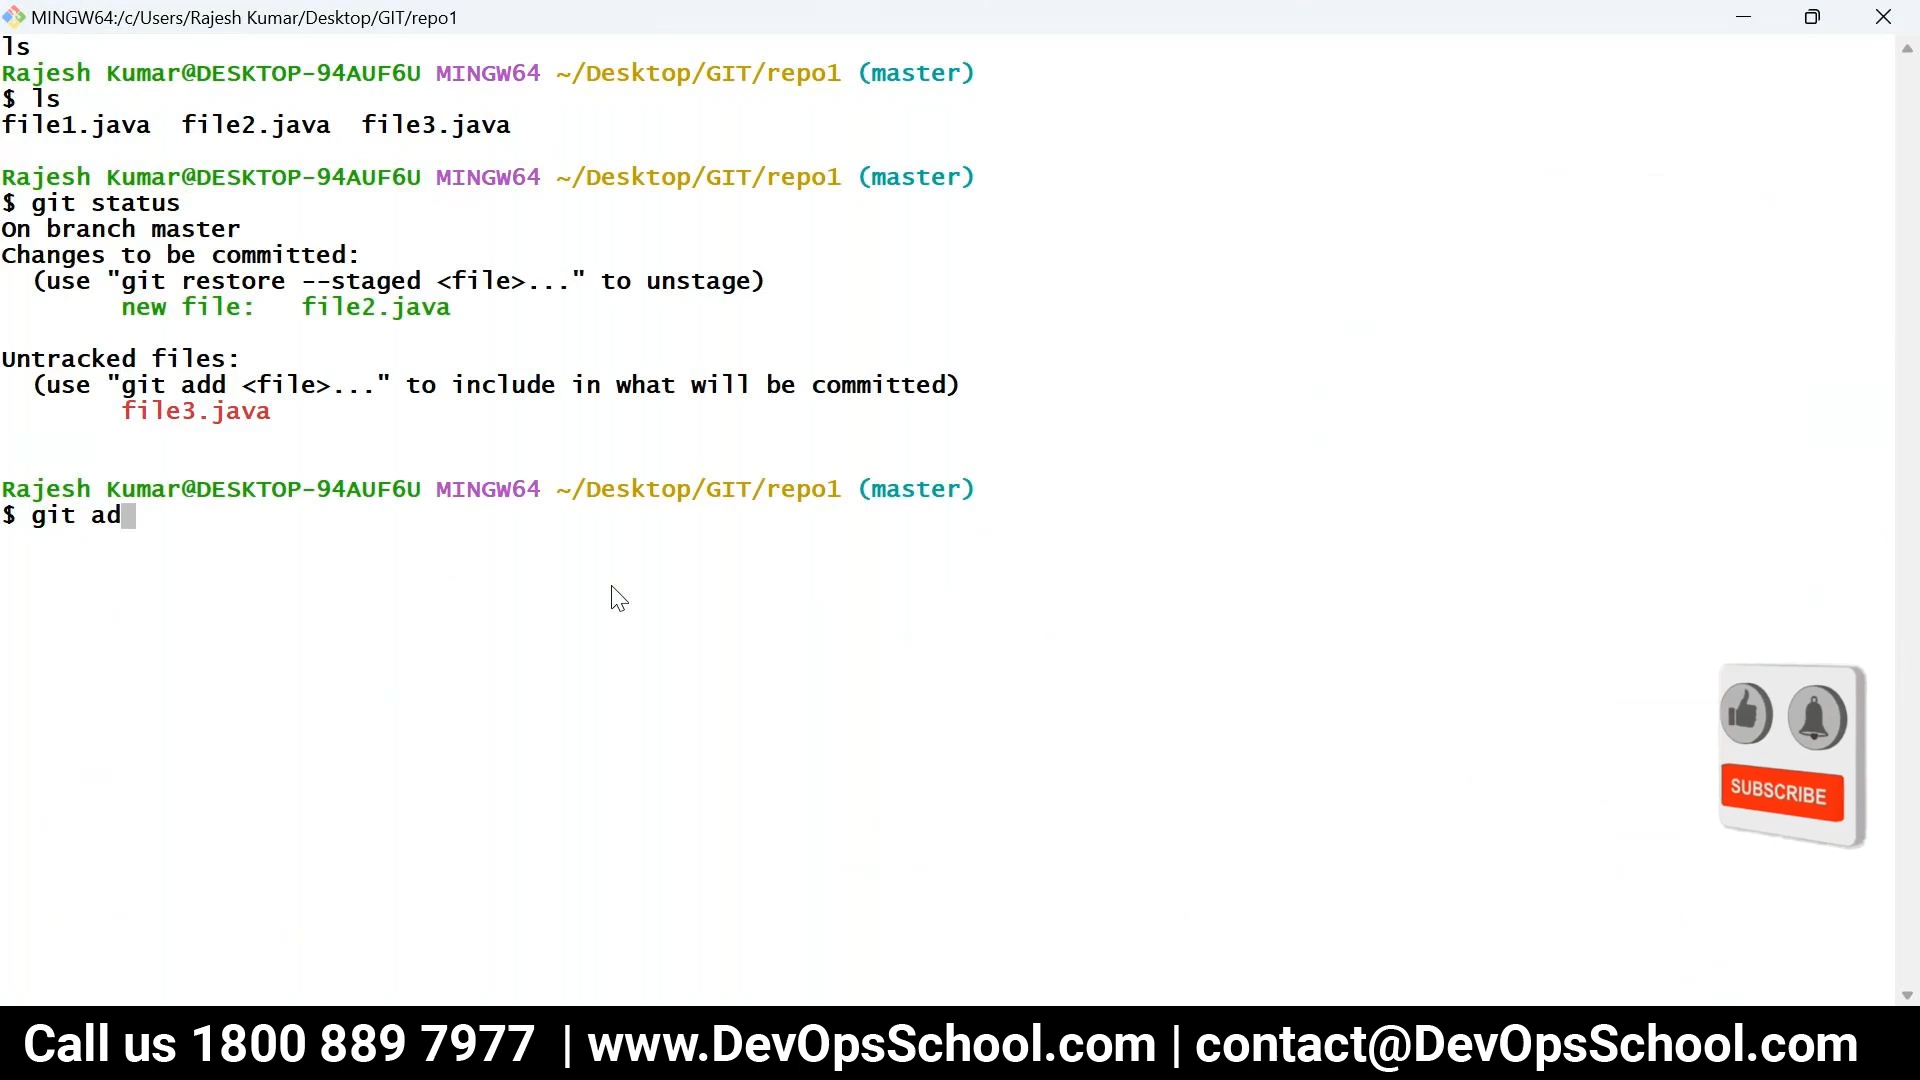 MINGW64:/c/Users/Rajesh Kumar/Desktop/GIT/repo1
ls
Rajesh Kumar@DESKTOP-94AUF6U MINGW64 ~/Desktop/GIT/repo1 (master)
$ ls
file1.java  file2.java  file3.java
Rajesh Kumar@DESKTOP-94AUF6U MINGW64 ~/Desktop/GIT/repo1 (master)
$ git status
On branch master
Changes to be committed:
  (use "git restore --staged <file>..." to unstage)
        new file:   file2.java
Untracked files:
  (use "git add <file>..." to include in what will be committed)
        file3.java
Rajesh Kumar@DESKTOP-94AUF6U MINGW64 ~/Desktop/GIT/repo1 (master)
$ git ad
SUBSCRIBE
Call us 1800 889 7977 | www.DevOpsSchool.com | contact@DevOpsSchool.com